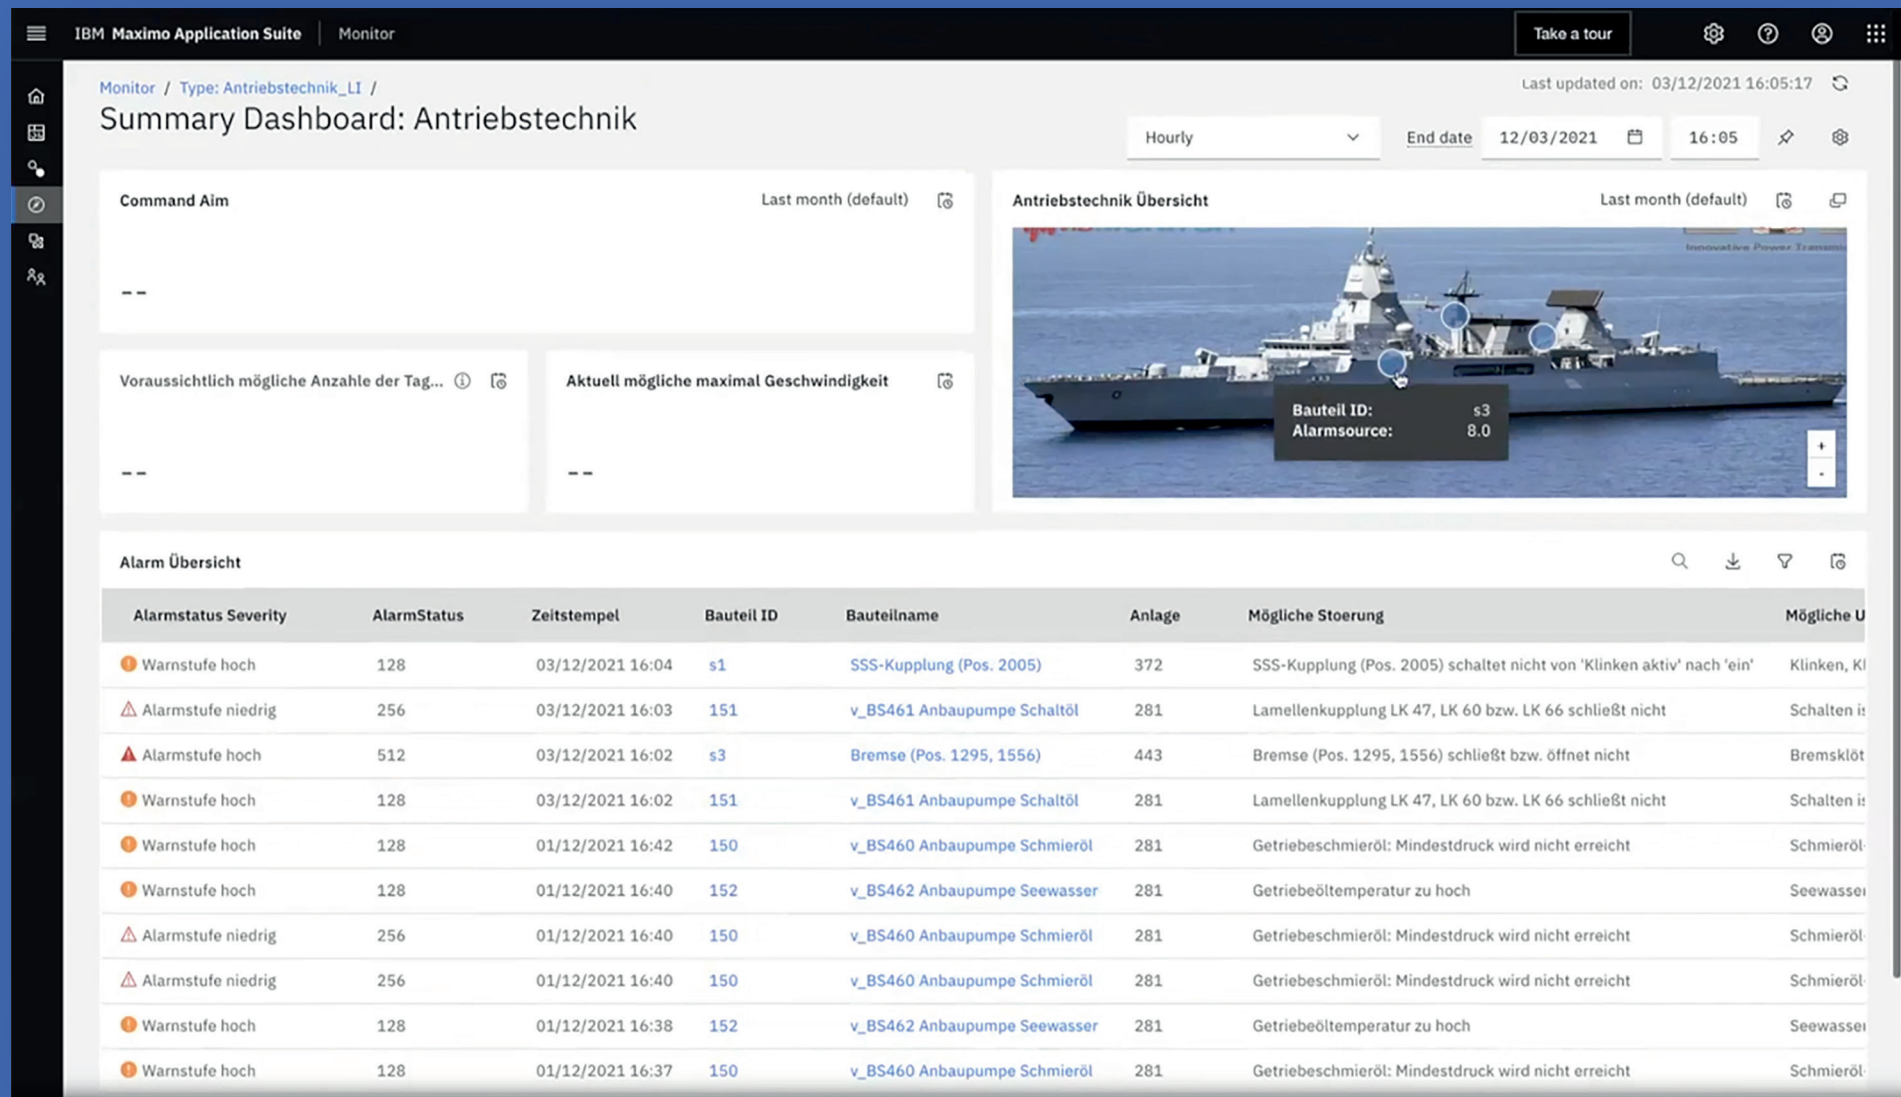 IBM Maximo Application Suite
Monitor
Take a tour
Monitor / Type: Antriebstechnik_LI /
Last updated on: 03/12/2021 16:05:17
Summary Dashboard: Antriebstechnik
Hourly
End date
12/03/2021
16:05
Command Aim
Last month (default)
--
Antriebstechnik Übersicht
Last month (default)
Innovative Power
Bauteil ID: s3
Alarmsource: 8.0
+
-
Voraussichtlich mögliche Anzahle der Tag...
--
Aktuell mögliche maximal Geschwindigkeit
--
Alarm Übersicht
Alarmstatus Severity AlarmStatus Zeitstempel Bauteil ID Bauteilname Anlage Mögliche Stoerung Mögliche U
Warnstufe hoch 128 03/12/2021 16:04 s1 SSS-Kupplung (Pos. 2005) 372 SSS-Kupplung (Pos. 2005) schaltet nicht von 'Klinken aktiv' nach 'ein' Klinken, Kl
Alarmstufe niedrig 256 03/12/2021 16:03 151 v_BS461 Anbaupumpe Schaltöl 281 Lamellenkupplung LK 47, LK 60 bzw. LK 66 schließt nicht Schalten is
Alarmstufe hoch 512 03/12/2021 16:02 s3 Bremse (Pos. 1295, 1556) 443 Bremse (Pos. 1295, 1556) schließt bzw. öffnet nicht Bremsklöt
Warnstufe hoch 128 03/12/2021 16:02 151 v_BS461 Anbaupumpe Schaltöl 281 Lamellenkupplung LK 47, LK 60 bzw. LK 66 schließt nicht Schalten is
Warnstufe hoch 128 01/12/2021 16:42 150 v_BS460 Anbaupumpe Schmieröl 281 Getriebeschmieröl: Mindestdruck wird nicht erreicht Schmieröl-
Warnstufe hoch 128 01/12/2021 16:40 152 v_BS462 Anbaupumpe Seewasser 281 Getriebeöltemperatur zu hoch Seewasser
Alarmstufe niedrig 256 01/12/2021 16:40 150 v_BS460 Anbaupumpe Schmieröl 281 Getriebeschmieröl: Mindestdruck wird nicht erreicht Schmieröl-
Alarmstufe niedrig 256 01/12/2021 16:40 150 v_BS460 Anbaupumpe Schmieröl 281 Getriebeschmieröl: Mindestdruck wird nicht erreicht Schmieröl-
Warnstufe hoch 128 01/12/2021 16:38 152 v_BS462 Anbaupumpe Seewasser 281 Getriebeöltemperatur zu hoch Seewasser
Warnstufe hoch 128 01/12/2021 16:37 150 v_BS460 Anbaupumpe Schmieröl 281 Getriebeschmieröl: Mindestdruck wird nicht erreicht Schmieröl-